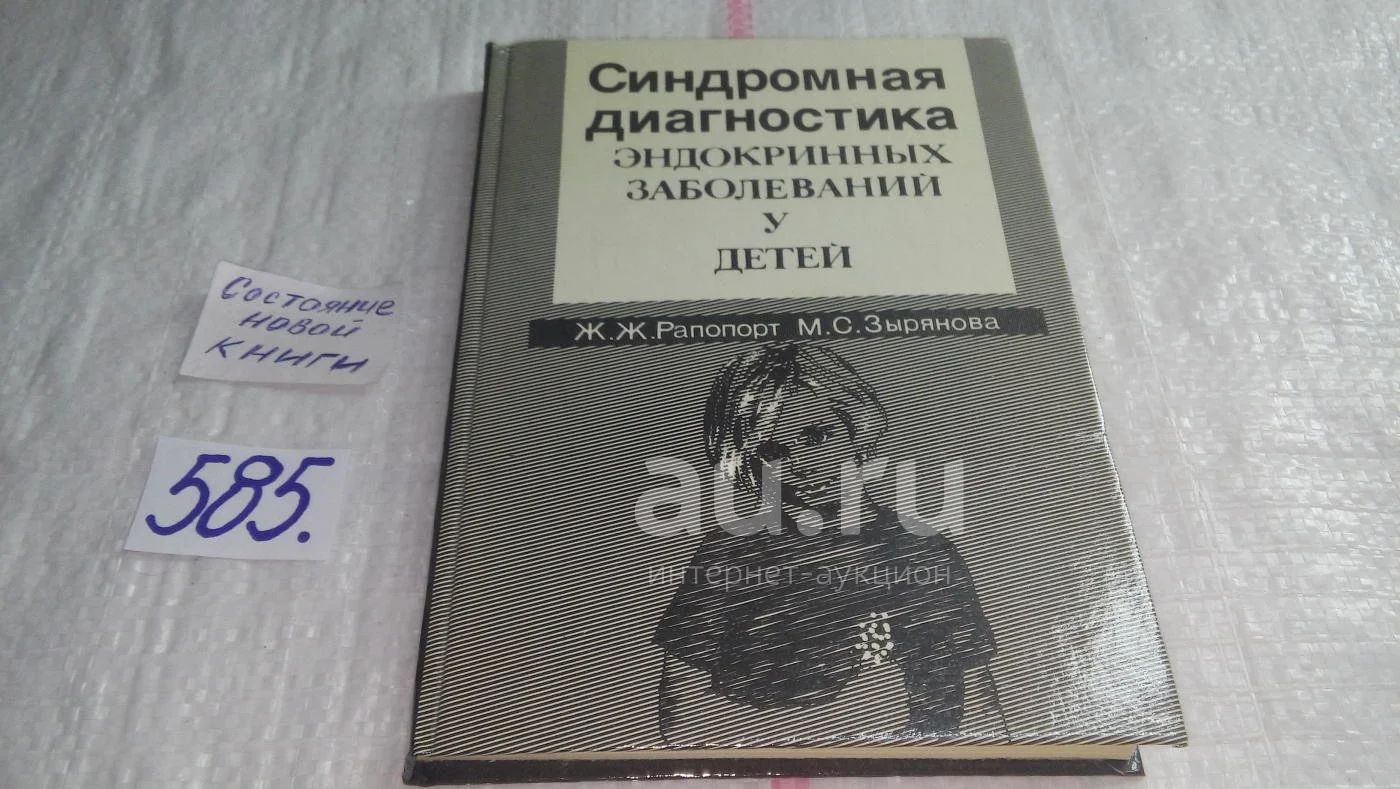 Синдромная
диагностика
ЭНДОКРИННЫХ
ЗАБОЛЕВАНИЙ
У
ДЕТЕЙ
Ж.Ж.Рапопорт М.С.Зырянова
Состояние
новой
книги
585.
au.ru
интернет-аукцион